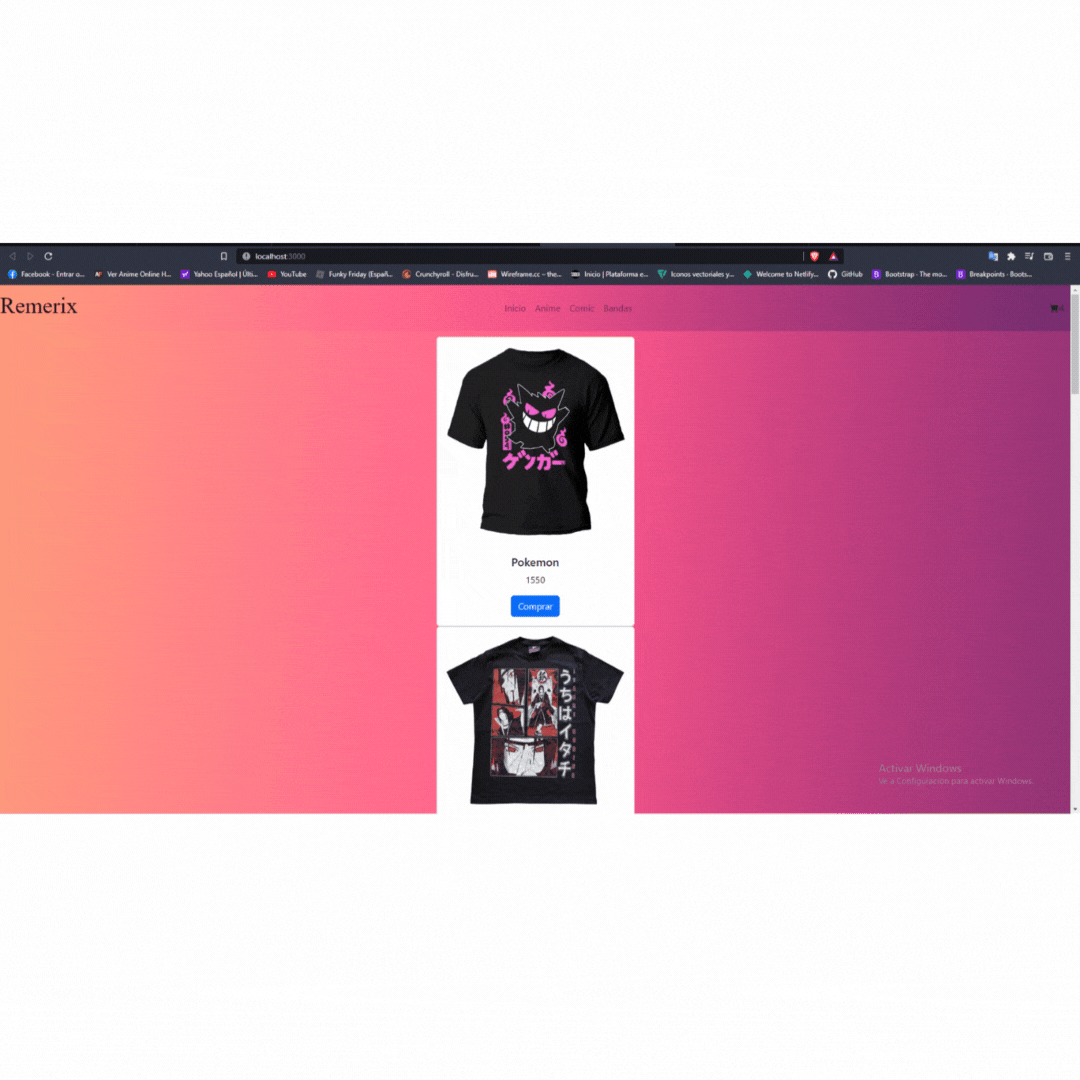 localhost:3000
Facebook - Entrar o... Ver Anime Online H... Yahoo Español | Últi... YouTube Funky Friday (Españ... Crunchyroll - Disfru... Wireframe.cc – the... Inicio | Plataforma e... Iconos vectoriales y... Welcome to Netlify... GitHub Bootstrap · The mo... Breakpoints · Boots...
Remerix
Inicio Anime Comic Bandas
ゲンガー
Pokemon
1550
Comprar
うちはイタチ
Activar Windows
Ve a Configuración para activar Windows.